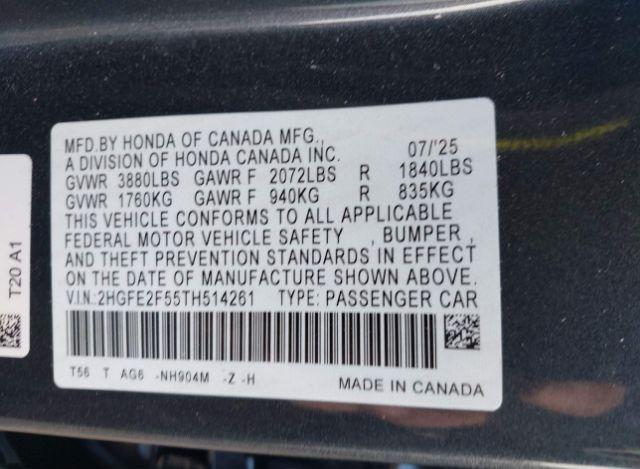 MFD.BY HONDA OF CANADA MFG., 07/'25
A DIVISION OF HONDA CANADA INC.
GVWR 3880LBS GAWR F 2072LBS R 1840LBS
GVWR 1760KG GAWR F 940KG R 835KG
THIS VEHICLE CONFORMS TO ALL APPLICABLE
FEDERAL MOTOR VEHICLE SAFETY , BUMPER ,
AND THEFT PREVENTION STANDARDS IN EFFECT
ON THE DATE OF MANUFACTURE SHOWN ABOVE.
V.I.N.:2HGFE2F55TH514261 TYPE: PASSENGER CAR
T56 T AG6 -NH904M -Z -H
MADE IN CANADA
T20 A1